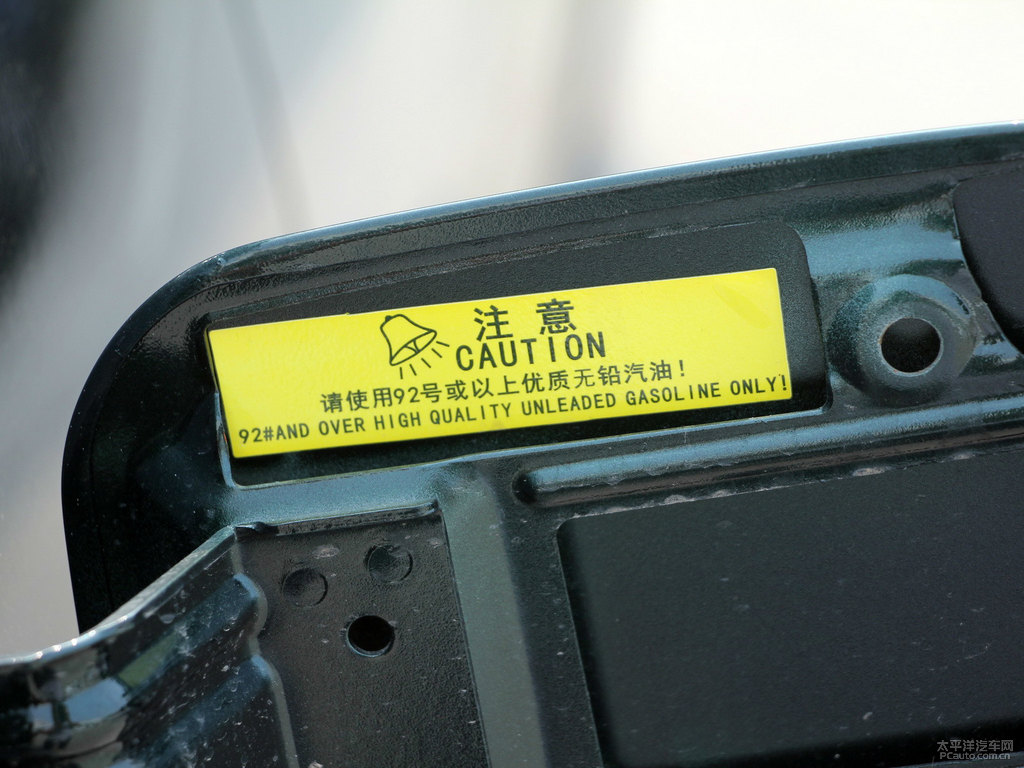 注 意
CAUTION
请使用92号或以上优质无铅汽油！
92#AND OVER HIGH QUALITY UNLEADED GASOLINE ONLY!
太平洋汽车网
PCauto.com.cn